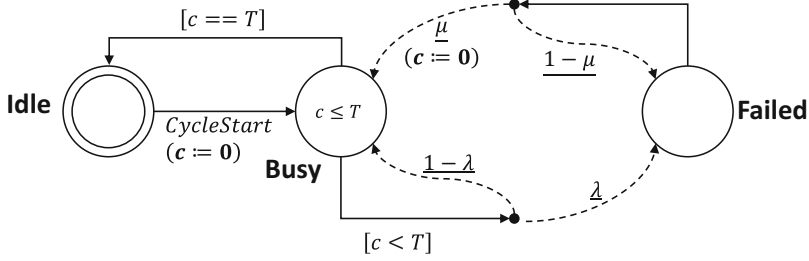 [c == T]
μ
(c ≔ 0)
1 − μ
Idle
CycleStart
(c ≔ 0)
c ≤ T
Busy
Failed
1 − λ
λ
[c < T]